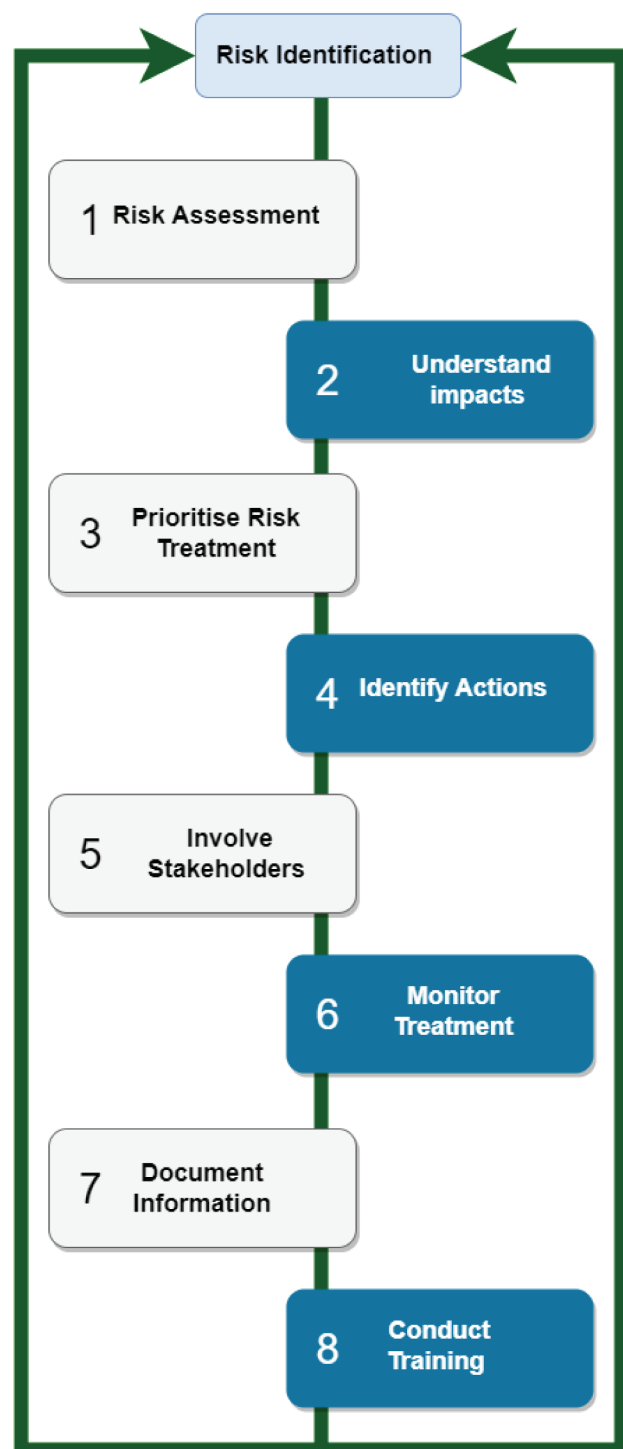 Risk Identification
1 Risk Assessment
2 Understand
impacts
3 Prioritise Risk
Treatment
4 Identify Actions
5 Involve
Stakeholders
6 Monitor
Treatment
7 Document
Information
8 Conduct
Training